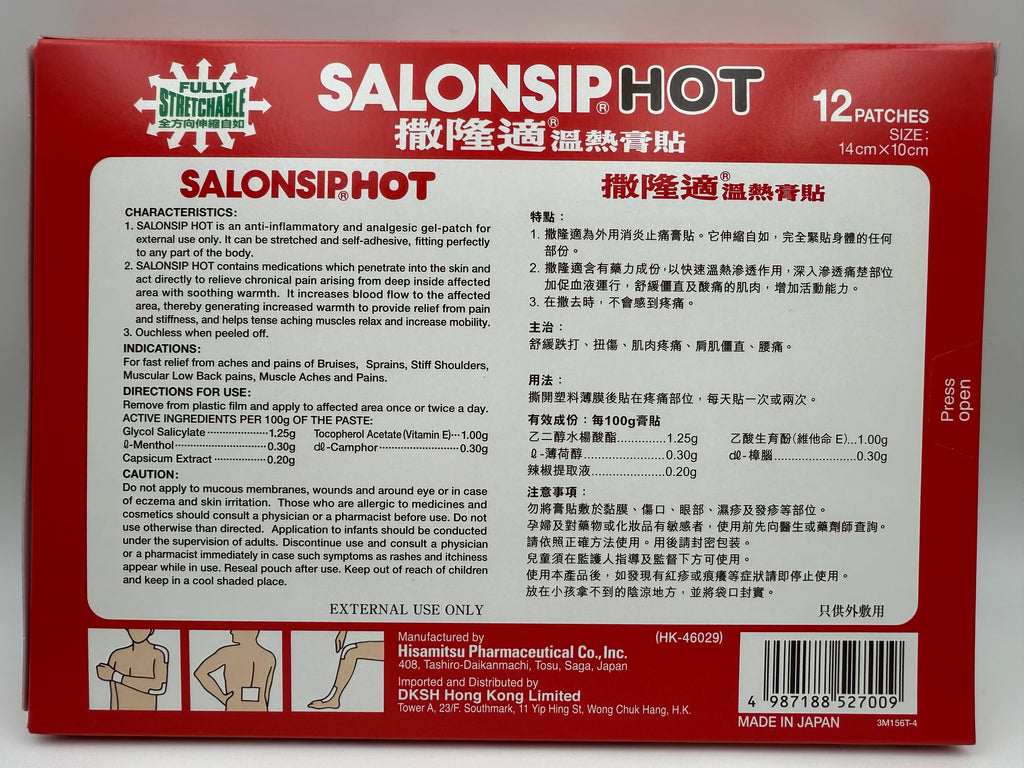 FULLY
STRETCHABLE
全方向伸縮自如
SALONSIP® HOT
撒隆適®溫熱膏貼
12 PATCHES
SIZE:
14cm×10cm
SALONSIP®HOT
CHARACTERISTICS:
1. SALONSIP HOT is an anti-inflammatory and analgesic gel-patch for
external use only. It can be stretched and self-adhesive, fitting perfectly
to any part of the body.
2. SALONSIP HOT contains medications which penetrate into the skin and
act directly to relieve chronical pain arising from deep inside affected
area with soothing warmth. It increases blood flow to the affected
area, thereby generating increased warmth to provide relief from pain
and stiffness, and helps tense aching muscles relax and increase mobility.
3. Ouchless when peeled off.
INDICATIONS:
For fast relief from aches and pains of Bruises, Sprains, Stiff Shoulders,
Muscular Low Back pains, Muscle Aches and Pains.
DIRECTIONS FOR USE:
Remove from plastic film and apply to affected area once or twice a day.
ACTIVE INGREDIENTS PER 100g OF THE PASTE:
Glycol Salicylate ·················1.25g Tocopherol Acetate (Vitamin E)···1.00g
ℓ-Menthol·························0.30g dℓ-Camphor····················0.30g
Capsicum Extract ················0.20g
CAUTION:
Do not apply to mucous membranes, wounds and around eye or in case
of eczema and skin irritation. Those who are allergic to medicines and
cosmetics should consult a physician or a pharmacist before use. Do not
use otherwise than directed. Application to infants should be conducted
under the supervision of adults. Discontinue use and consult a physician
or a pharmacist immediately in case such symptoms as rashes and itchiness
appear while in use. Reseal pouch after use. Keep out of reach of children
and keep in a cool shaded place.
EXTERNAL USE ONLY
撒隆適®溫熱膏貼
特點：
1. 撒隆適為外用消炎止痛膏貼。它伸縮自如，完全緊貼身體的任何
部份。
2. 撒隆適含有藥力成份，以快速溫熱滲透作用，深入滲透痛楚部位
加促血液運行，舒緩僵直及酸痛的肌肉，增加活動能力。
3. 在撒去時，不會感到疼痛。
主治：
舒緩跌打、扭傷、肌肉疼痛、肩肌僵直、腰痛。
用法：
撕開塑料薄膜後貼在疼痛部位，每天貼一次或兩次。
有效成份：每100g膏貼
乙二醇水楊酸酯..............1.25g 乙酸生育酚(維他命 E)...1.00g
ℓ-薄荷醇......................0.30g dℓ-樟腦......................0.30g
辣椒提取液...................0.20g
注意事項：
勿將膏貼敷於黏膜、傷口、眼部、濕疹及發疹等部位。
孕婦及對藥物或化妝品有敏感者，使用前先向醫生或藥劑師查詢。
請依照正確方法使用。用後請封密包裝。
兒童須在監護人指導及監督下方可使用。
使用本產品後，如發現有紅疹或痕癢等症狀請即停止使用。
放在小孩拿不到的陰涼地方，並將袋口封實。
只供外敷用
Press
open
Manufactured by
Hisamitsu Pharmaceutical Co., Inc.
408, Tashiro-Daikanmachi, Tosu, Saga, Japan
Imported and Distributed by
DKSH Hong Kong Limited
Tower A, 23/F. Southmark, 11 Yip Hing St, Wong Chuk Hang, H.K.
(HK-46029)
4 987188 527009
MADE IN JAPAN
3M156T-4